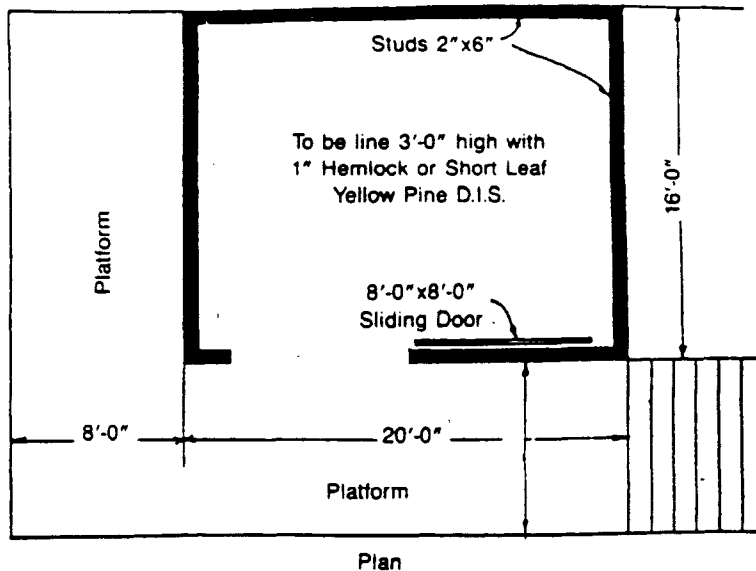 Studs 2"x6"
To be line 3'-0" high with
1" Hemlock or Short Leaf
Yellow Pine D.I.S.
16'-0"
Platform
8'-0"x8'-0"
Sliding Door
8'-0"
20'-0"
Platform
Plan